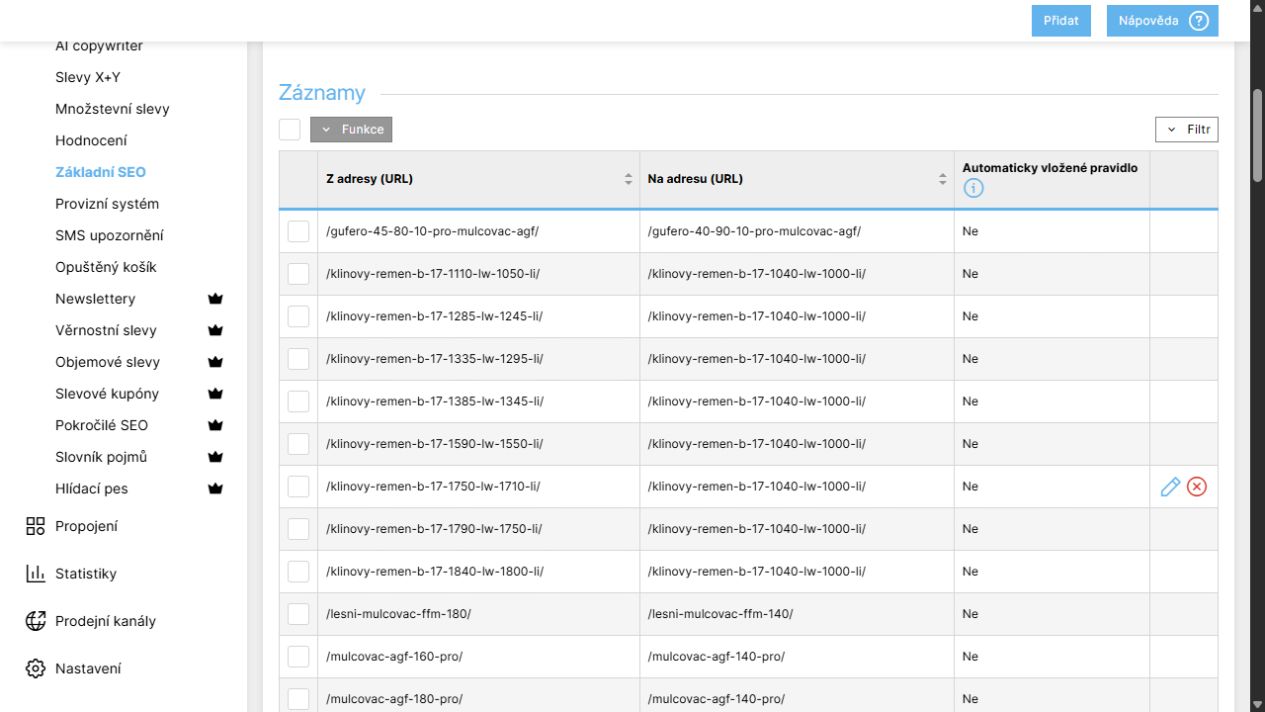 Přidat
Nápověda
AI copywriter
Slevy X+Y
Množstevní slevy
Hodnocení
Základní SEO
Provizní systém
SMS upozornění
Opuštěný košík
Newslettery
Věrnostní slevy
Objemové slevy
Slevové kupóny
Pokročilé SEO
Slovník pojmů
Hlídací pes
Propojení
Statistiky
Prodejní kanály
Nastavení
Záznamy
Funkce
Filtr
Z adresy (URL) Na adresu (URL) Automaticky vložené pravidlo
/gufero-45-80-10-pro-mulcovac-agf/ /gufero-40-90-10-pro-mulcovac-agf/ Ne
/klinovy-remen-b-17-1110-lw-1050-li/ /klinovy-remen-b-17-1040-lw-1000-li/ Ne
/klinovy-remen-b-17-1285-lw-1245-li/ /klinovy-remen-b-17-1040-lw-1000-li/ Ne
/klinovy-remen-b-17-1335-lw-1295-li/ /klinovy-remen-b-17-1040-lw-1000-li/ Ne
/klinovy-remen-b-17-1385-lw-1345-li/ /klinovy-remen-b-17-1040-lw-1000-li/ Ne
/klinovy-remen-b-17-1590-lw-1550-li/ /klinovy-remen-b-17-1040-lw-1000-li/ Ne
/klinovy-remen-b-17-1750-lw-1710-li/ /klinovy-remen-b-17-1040-lw-1000-li/ Ne
/klinovy-remen-b-17-1790-lw-1750-li/ /klinovy-remen-b-17-1040-lw-1000-li/ Ne
/klinovy-remen-b-17-1840-lw-1800-li/ /klinovy-remen-b-17-1040-lw-1000-li/ Ne
/lesni-mulcovac-ffm-180/ /lesni-mulcovac-ffm-140/ Ne
/mulcovac-agf-160-pro/ /mulcovac-agf-140-pro/ Ne
/mulcovac-agf-180-pro/ /mulcovac-agf-140-pro/ Ne